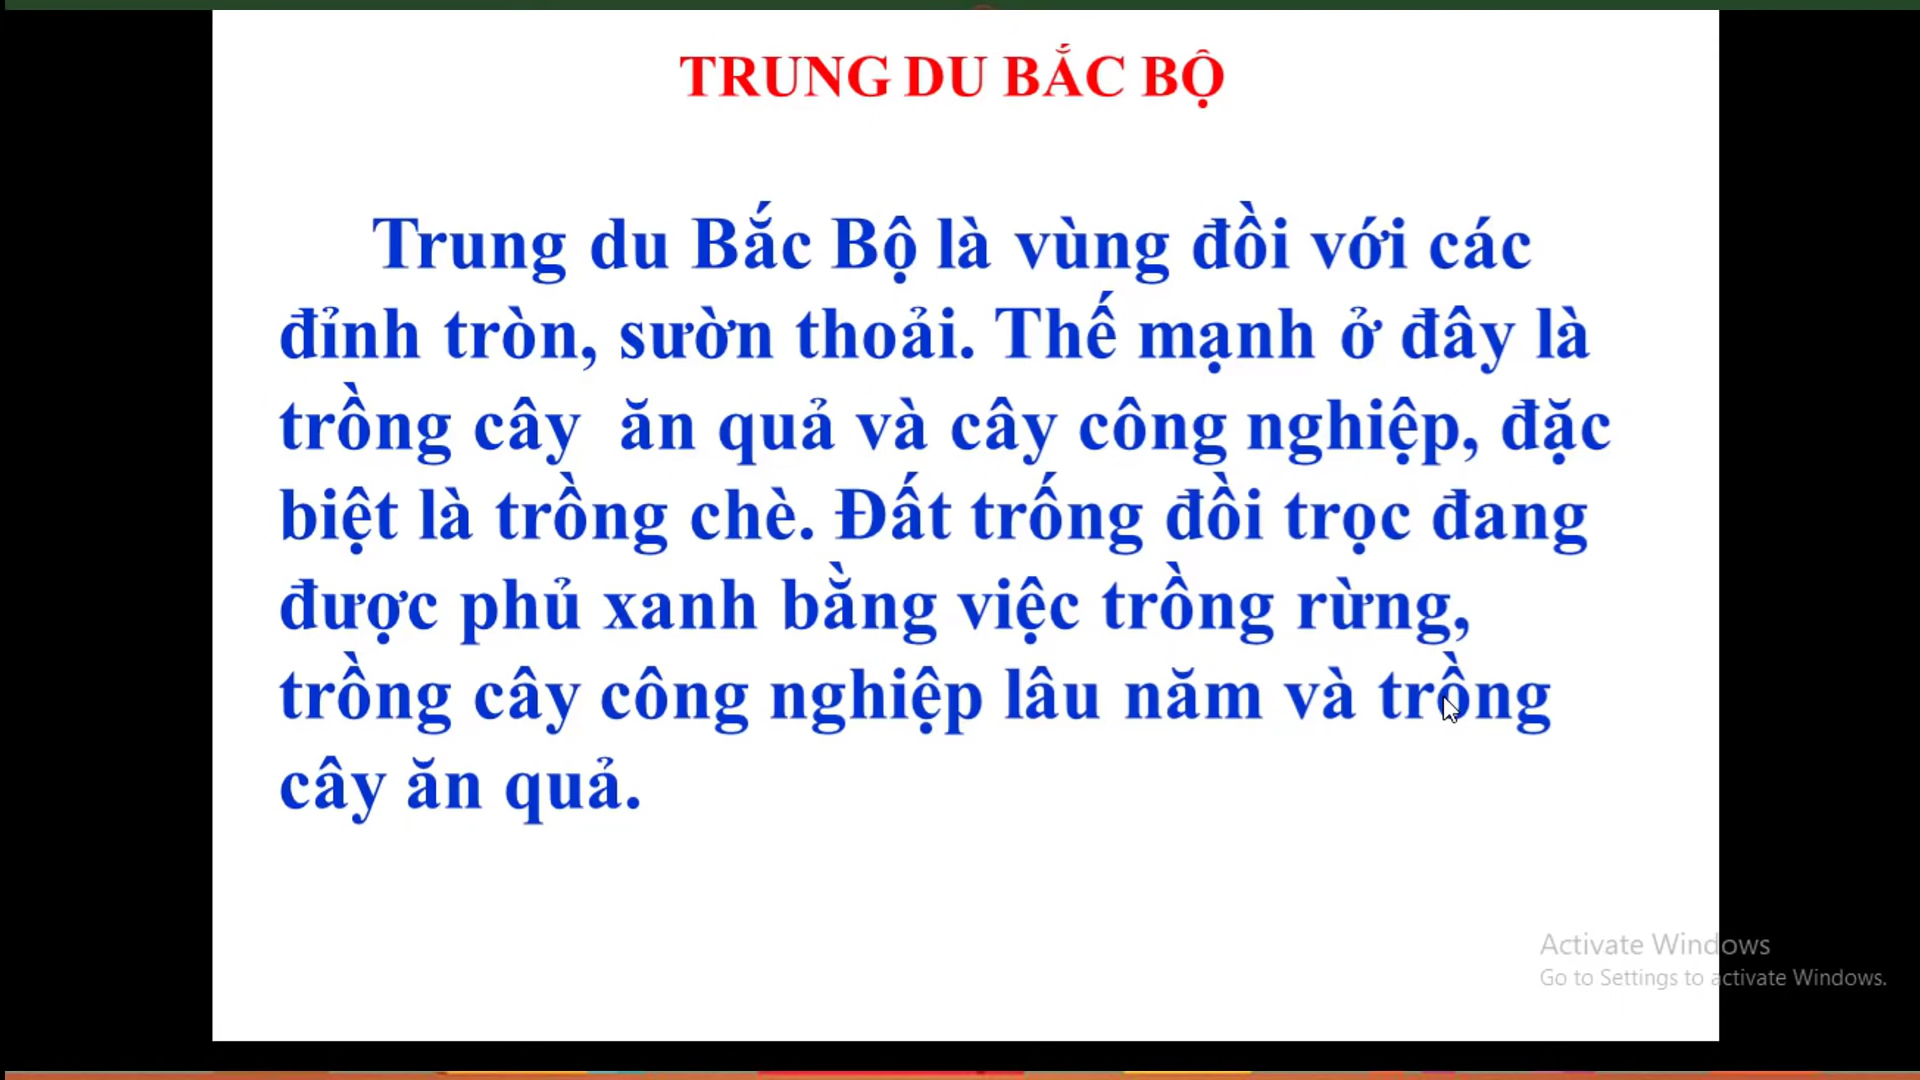 TRUNG DU BẮC BỘ
Trung du Bắc Bộ là vùng đồi với các
đỉnh tròn, sườn thoải. Thế mạnh ở đây là
trồng cây  ăn quả và cây công nghiệp, đặc
biệt là trồng chè. Đất trống đồi trọc đang
được phủ xanh bằng việc trồng rừng,
trồng cây công nghiệp lâu năm và trồng
cây ăn quả.
Activate Windows
Go to Settings to activate Windows.